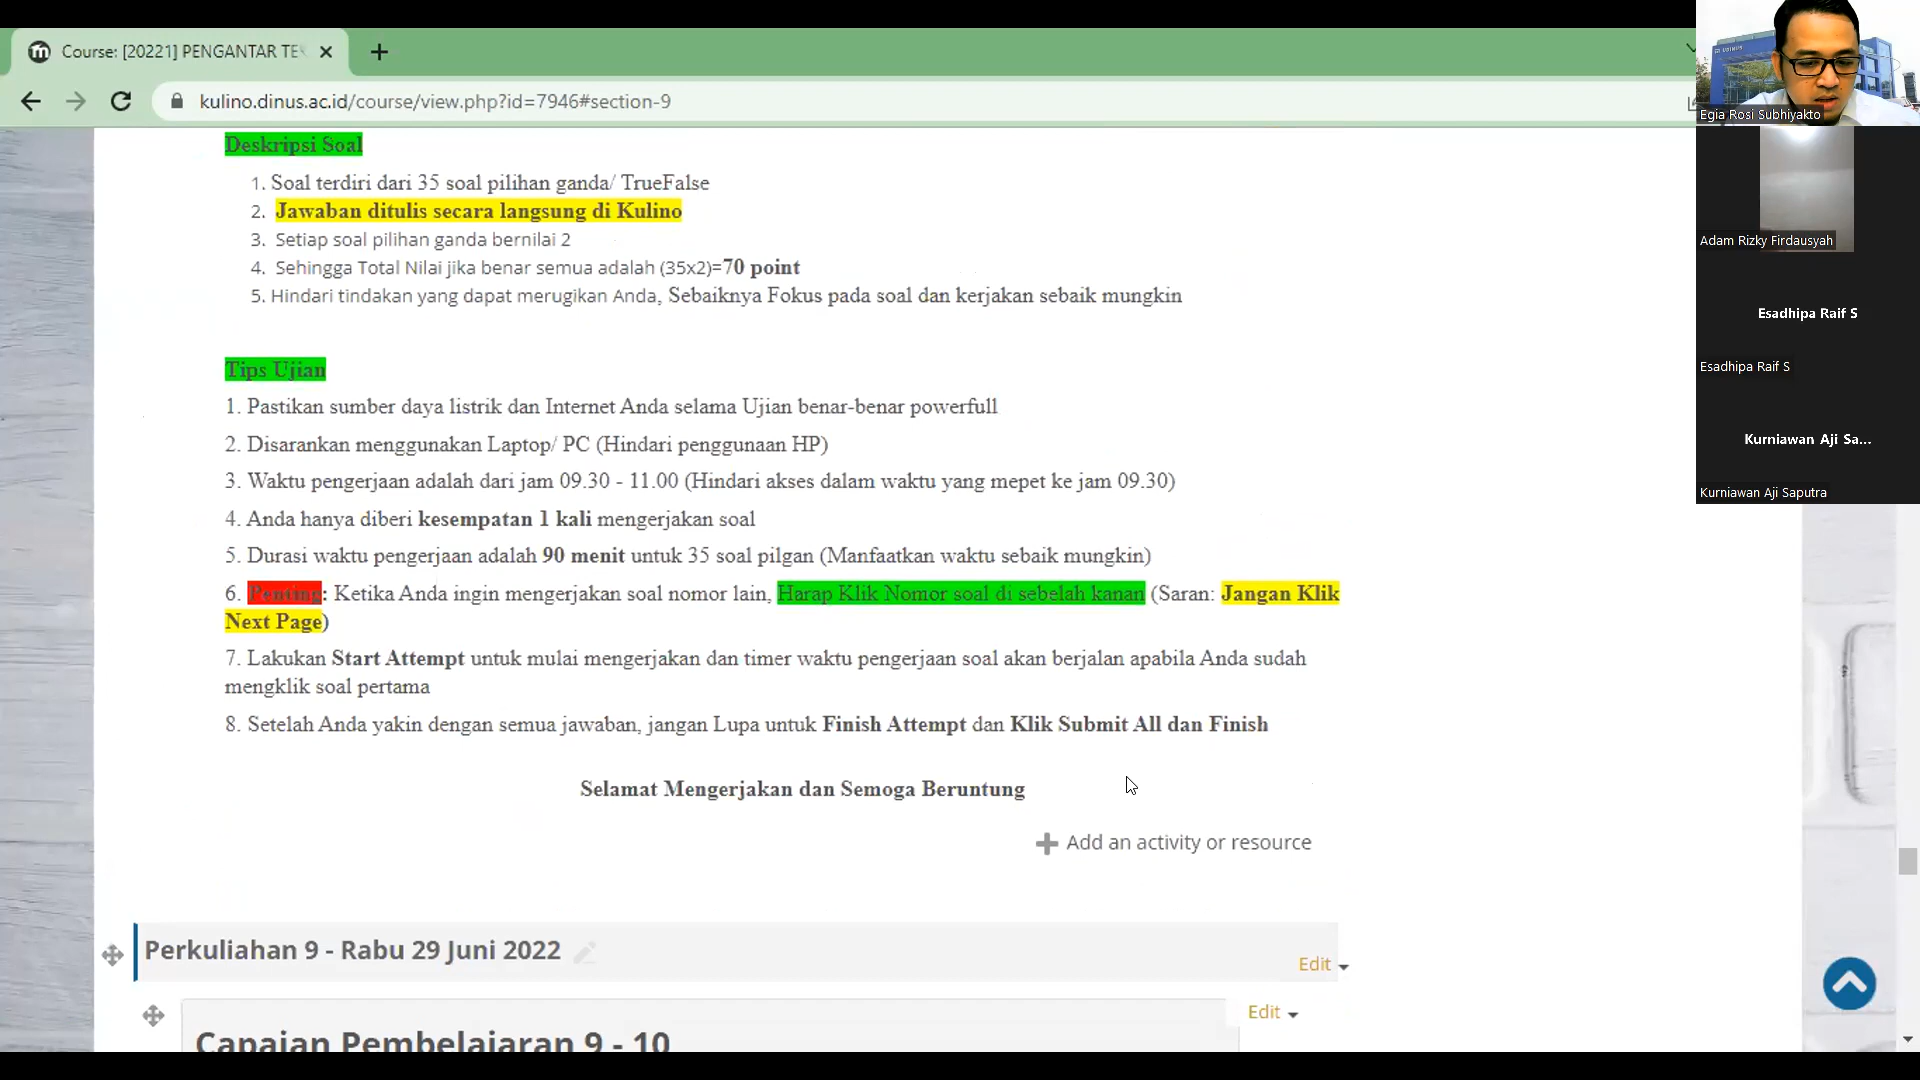 Course: [20221] PENGANTAR TE
kulino.dinus.ac.id/course/view.php?id=7946#section-9
Egia Rosi Subhiyakto
Adam Rizky Firdausyah
Esadhipa Raif S
Esadhipa Raif S
Kurniawan Aji Sa...
Kurniawan Aji Saputra
Deskripsi Soal
1. Soal terdiri dari 35 soal pilihan ganda/ TrueFalse
2. Jawaban ditulis secara langsung di Kulino
3. Setiap soal pilihan ganda bernilai 2
4. Sehingga Total Nilai jika benar semua adalah (35x2)=70 point
5. Hindari tindakan yang dapat merugikan Anda, Sebaiknya Fokus pada soal dan kerjakan sebaik mungkin
Tips Ujian
1. Pastikan sumber daya listrik dan Internet Anda selama Ujian benar-benar powerfull
2. Disarankan menggunakan Laptop/ PC (Hindari penggunaan HP)
3. Waktu pengerjaan adalah dari jam 09.30 - 11.00 (Hindari akses dalam waktu yang mepet ke jam 09.30)
4. Anda hanya diberi kesempatan 1 kali mengerjakan soal
5. Durasi waktu pengerjaan adalah 90 menit untuk 35 soal pilgan (Manfaatkan waktu sebaik mungkin)
6. Penting: Ketika Anda ingin mengerjakan soal nomor lain, Harap Klik Nomor soal di sebelah kanan (Saran: Jangan Klik
Next Page)
7. Lakukan Start Attempt untuk mulai mengerjakan dan timer waktu pengerjaan soal akan berjalan apabila Anda sudah
mengklik soal pertama
8. Setelah Anda yakin dengan semua jawaban, jangan Lupa untuk Finish Attempt dan Klik Submit All dan Finish
Selamat Mengerjakan dan Semoga Beruntung
Add an activity or resource
Perkuliahan 9 - Rabu 29 Juni 2022
Edit
Edit
Capaian Pembelajaran 9 - 10